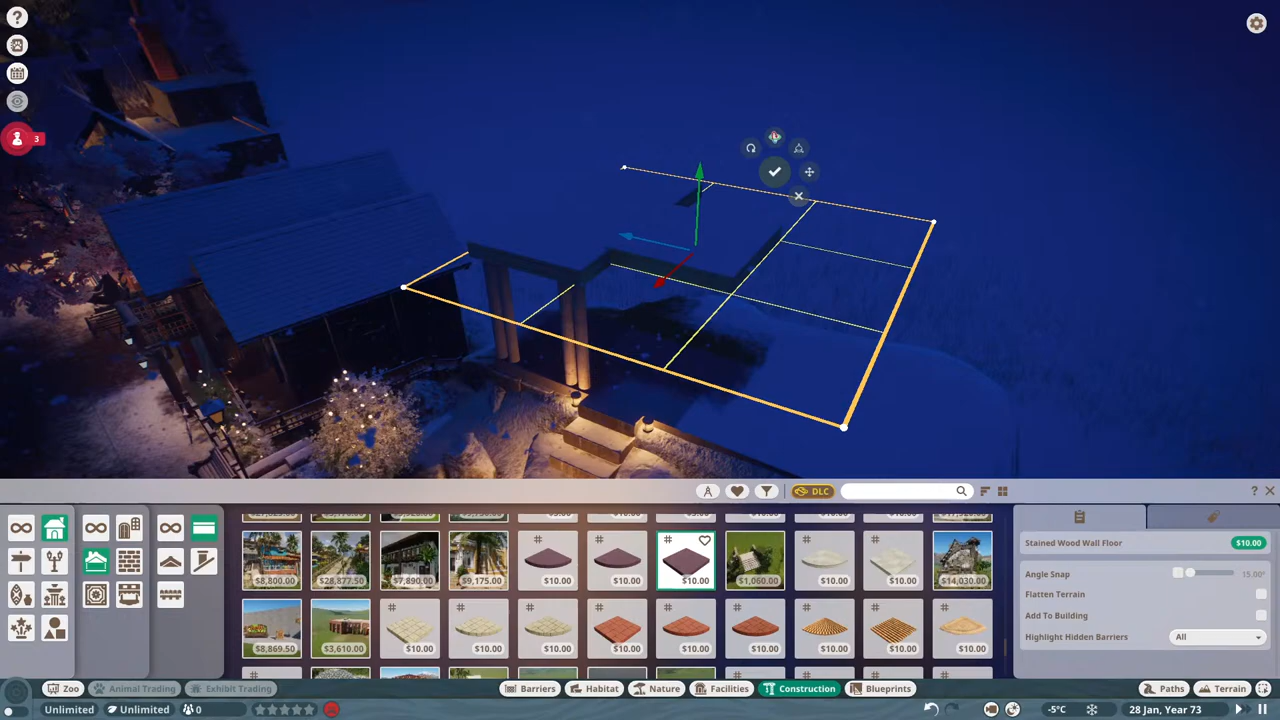 ?
3
DLC
? ×
Stained Wood Wall Floor $10.00
Angle Snap 15.00°
Flatten Terrain
Add To Building
Highlight Hidden Barriers All
$8,800.00 $28,877.50 $7,890.00 $9,175.00 $10.00 $10.00 $10.00 $1,060.00 $10.00 $10.00 $14,030.00
$8,869.50 $3,610.00 $10.00 $10.00 $10.00 $10.00 $10.00 $10.00 $10.00 $10.00 $10.00
Zoo Animal Trading Exhibit Trading Barriers Habitat Nature Facilities Construction Blueprints Paths Terrain
Unlimited Unlimited 0 -5°C 28 Jan, Year 73